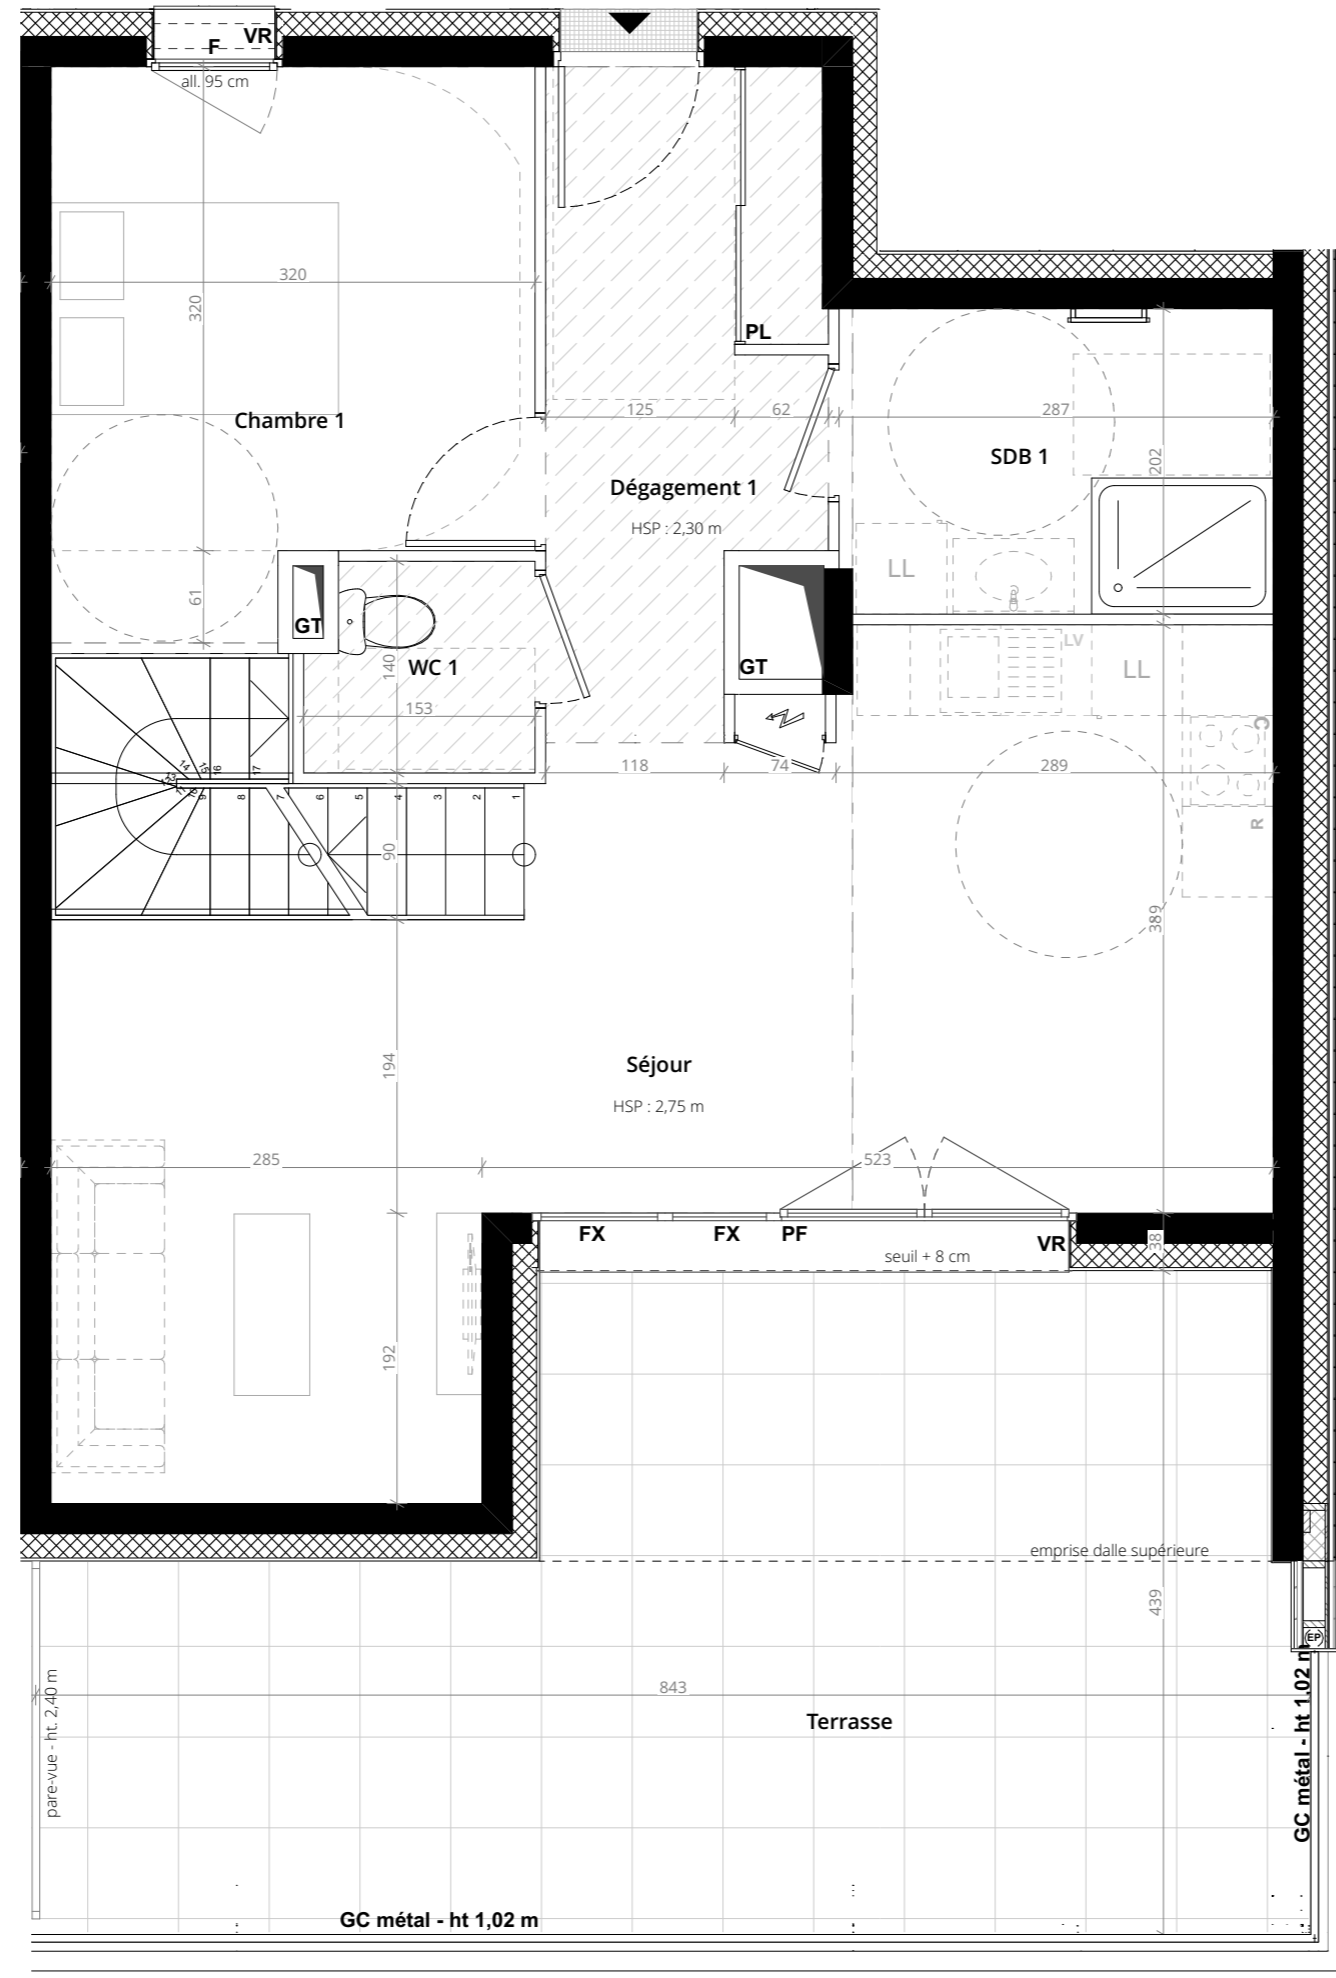 VR
F
all. 95 cm
320
320
PL
Chambre 1
125
62
287
SDB 1
202
Dégagement 1
HSP : 2,30 m
LL
61
GT
WC 1
140
153
GT
LV
LL
C
R
118
74
289
14
15
16
17
9
8
7
6
5
4
3
2
1
90
389
194
Séjour
HSP : 2,75 m
285
523
FX
FX
PF
VR
seuil + 8 cm
38
192
emprise dalle supérieure
439
EP
843
Terrasse
pare-vue - ht. 2,40 m
GC métal - ht 1,02 m
GC métal - ht 1,02 m